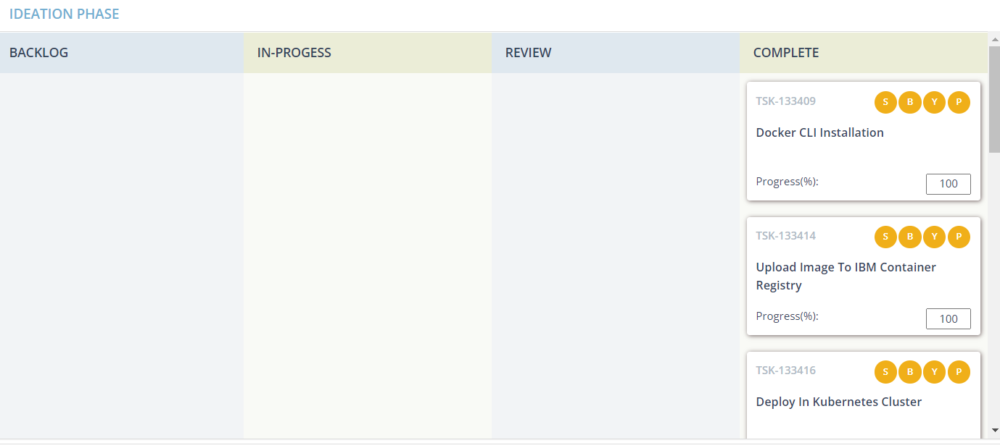 IDEATION PHASE
BACKLOG
IN-PROGESS
REVIEW
COMPLETE
TSK-133409
S B Y P
Docker CLI Installation
Progress(%):
100
TSK-133414
S B Y P
Upload Image To IBM Container
Registry
Progress(%):
100
TSK-133416
S B Y P
Deploy In Kubernetes Cluster